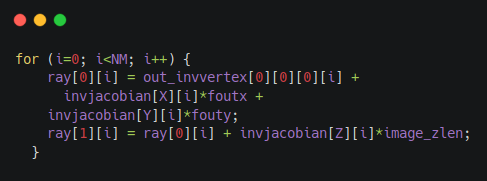 for (i=0; i<NM; i++) {
    ray[0][i] = out_invvertex[0][0][0][i] +
      invjacobian[X][i]*foutx +
    invjacobian[Y][i]*fouty;
    ray[1][i] = ray[0][i] + invjacobian[Z][i]*image_zlen;
  }